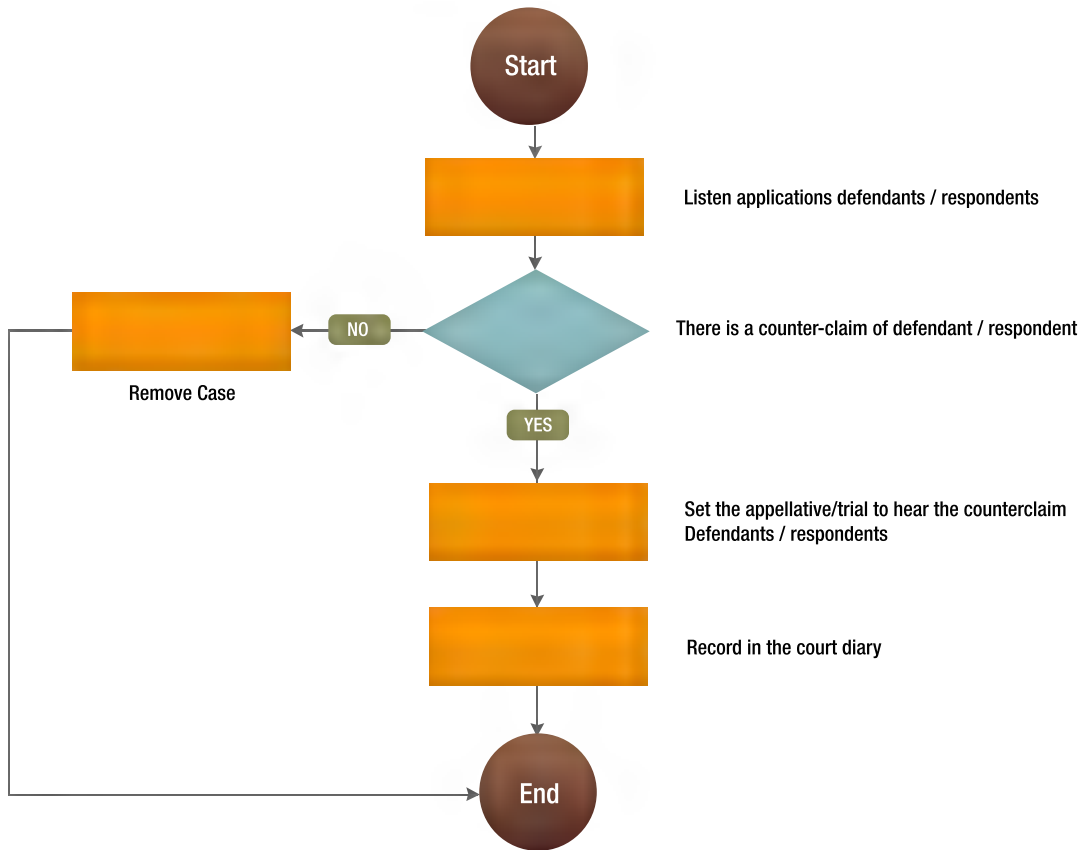 Start
Listen applications defendants / respondents
There is a counter-claim of defendant / respondent
NO
Remove Case
YES
Set the appellative/trial to hear the counterclaim
Defendants / respondents
Record in the court diary
End